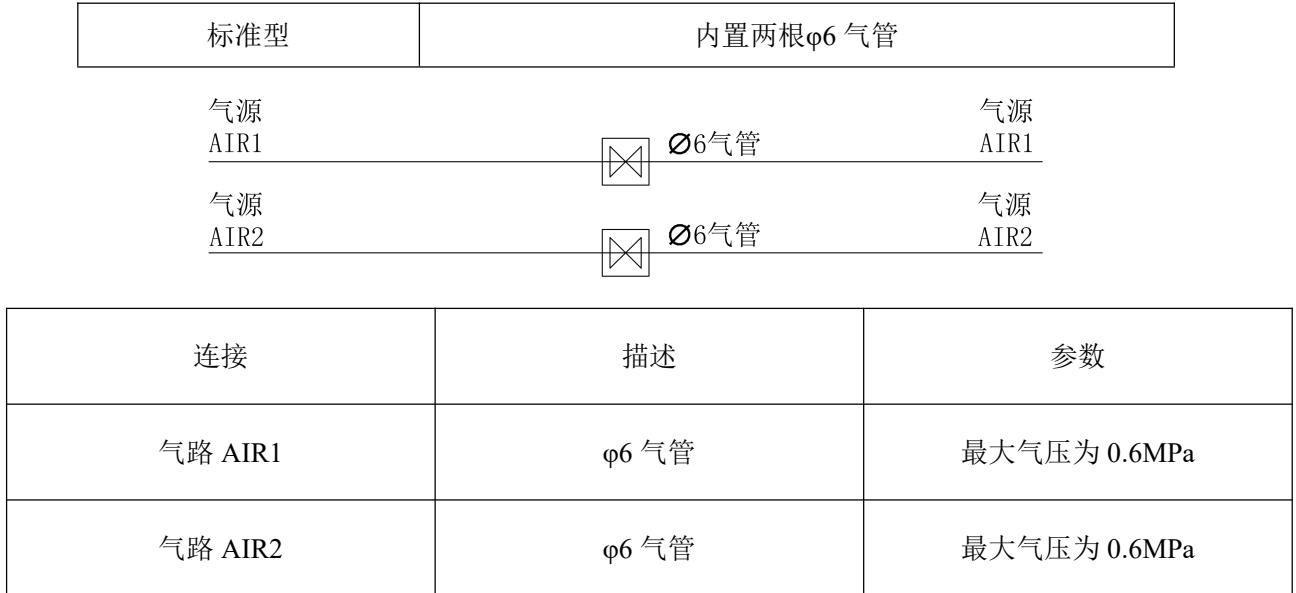 标准型 内置两根φ6 气管
气源 气源
AIR1 Ø6气管 AIR1
气源 气源
AIR2 Ø6气管 AIR2
连接 描述 参数
气路 AIR1 φ6 气管 最大气压为 0.6MPa
气路 AIR2 φ6 气管 最大气压为 0.6MPa